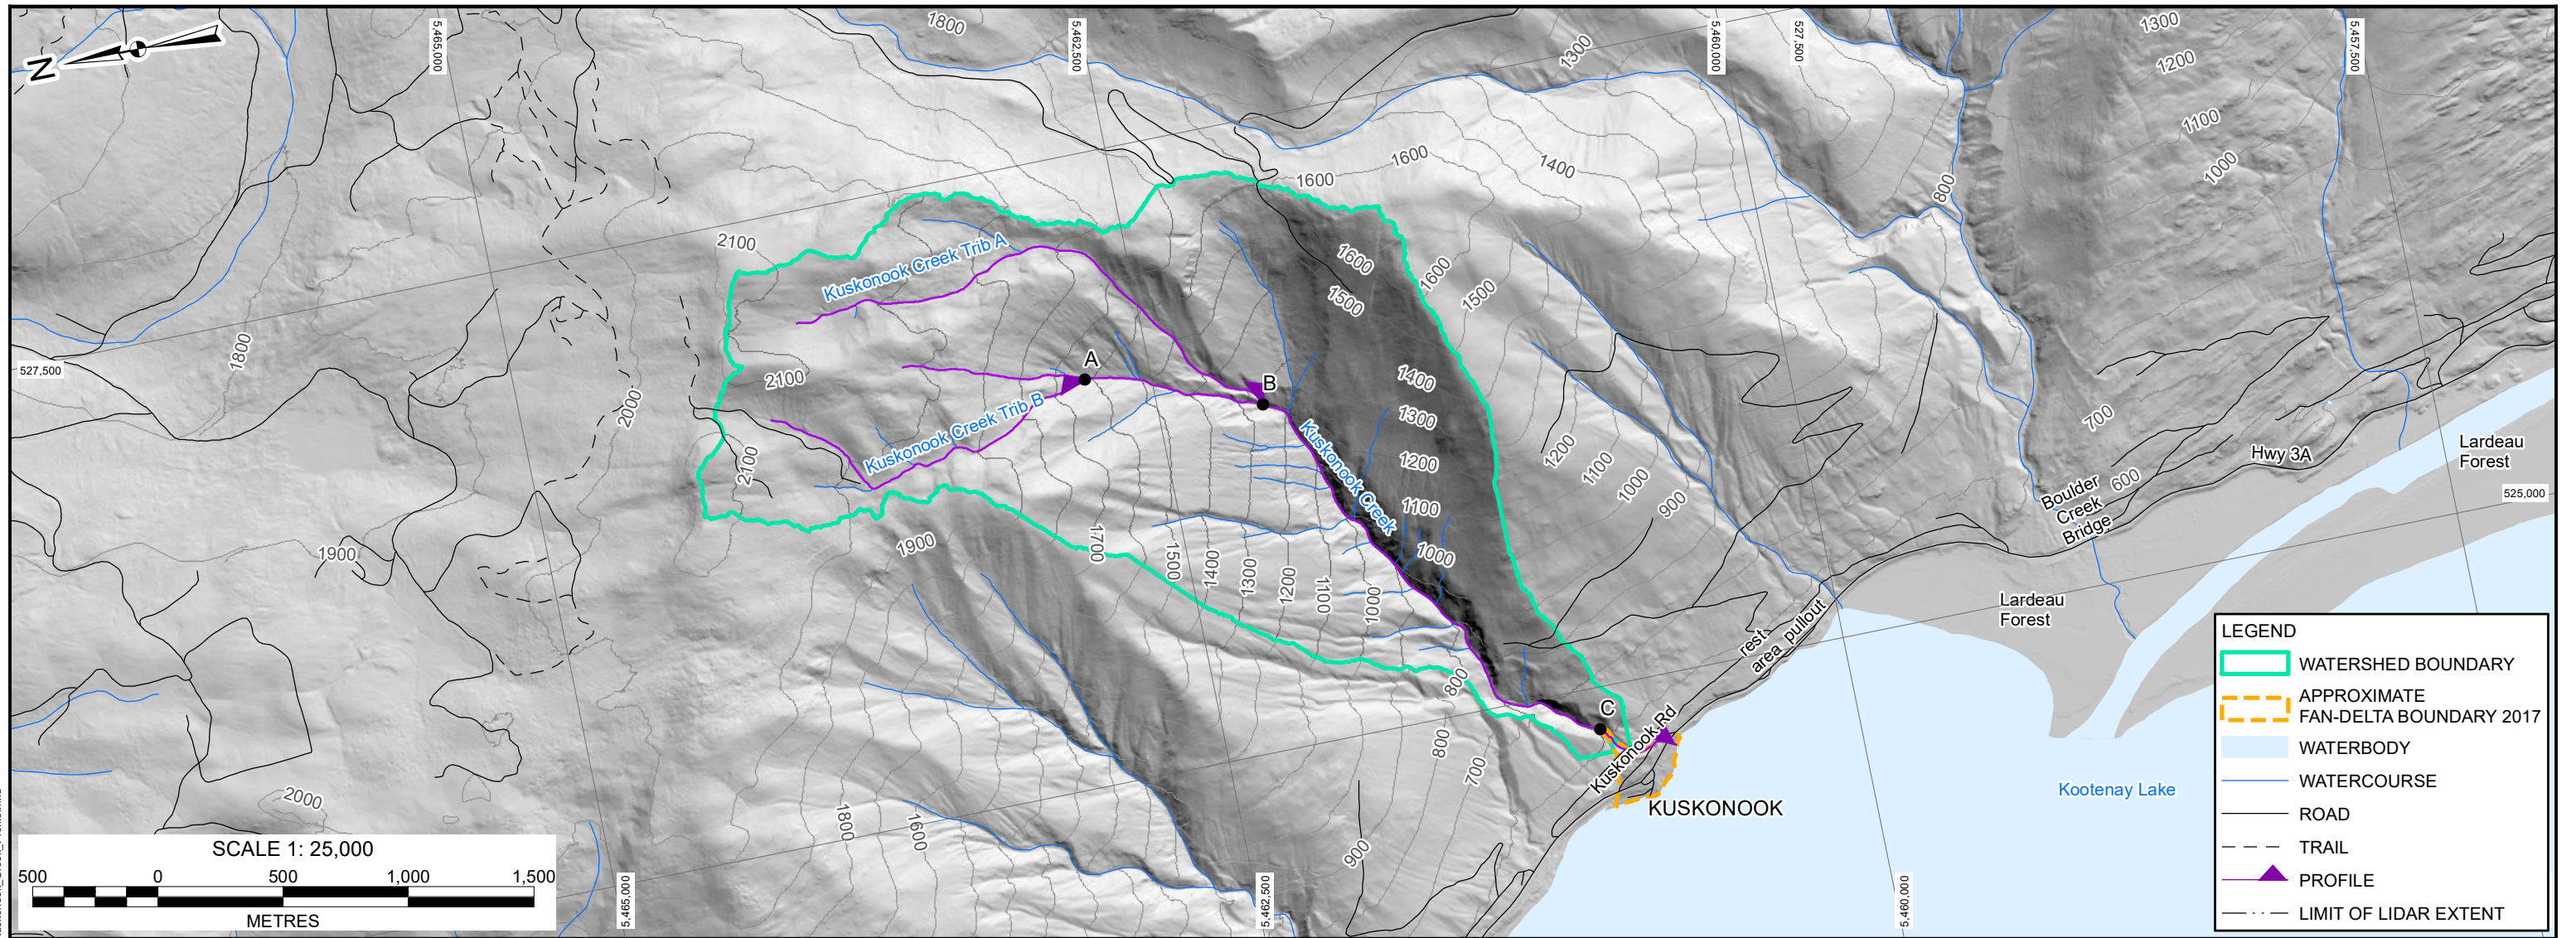 N
5,465,000
5,462,500
5,460,000
527,500
5,457,500
1800
1300
1300
1200
1100
1000
1600
1600
1400
800
2100
Kuskonook Creek Trib A
1600
1500
1600
1500
1800
527,500
2000
2100
A
B
1400
1300
1200
1100
1000
Kuskonook Creek Trib B
Kuskonook Creek
2100
1200
1100
1000
900
700
600
Hwy 3A
Lardeau
Forest
525,000
Boulder
Creek
Bridge
1900
1900
1700
1500
1400
1300
1200
1100
1000
800
800
700
900
C
Kuskonook Rd
rest
area pullout
Lardeau
Forest
KUSKONOOK
Kootenay Lake
2000
1800
1600
5,465,000
5,462,500
5,460,000
SCALE 1: 25,000
500 0 500 1,000 1,500
METRES
LEGEND
WATERSHED BOUNDARY
APPROXIMATE
FAN-DELTA BOUNDARY 2017
WATERBODY
WATERCOURSE
ROAD
TRAIL
PROFILE
LIMIT OF LIDAR EXTENT